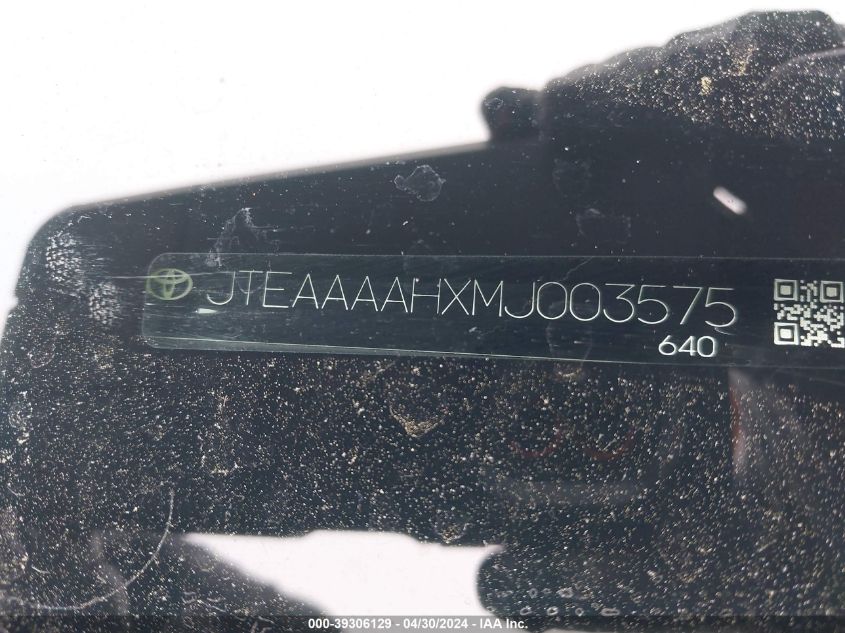 JTEAAAAHXMJ003575
640
000-39306129 - 04/30/2024 - IAA Inc.